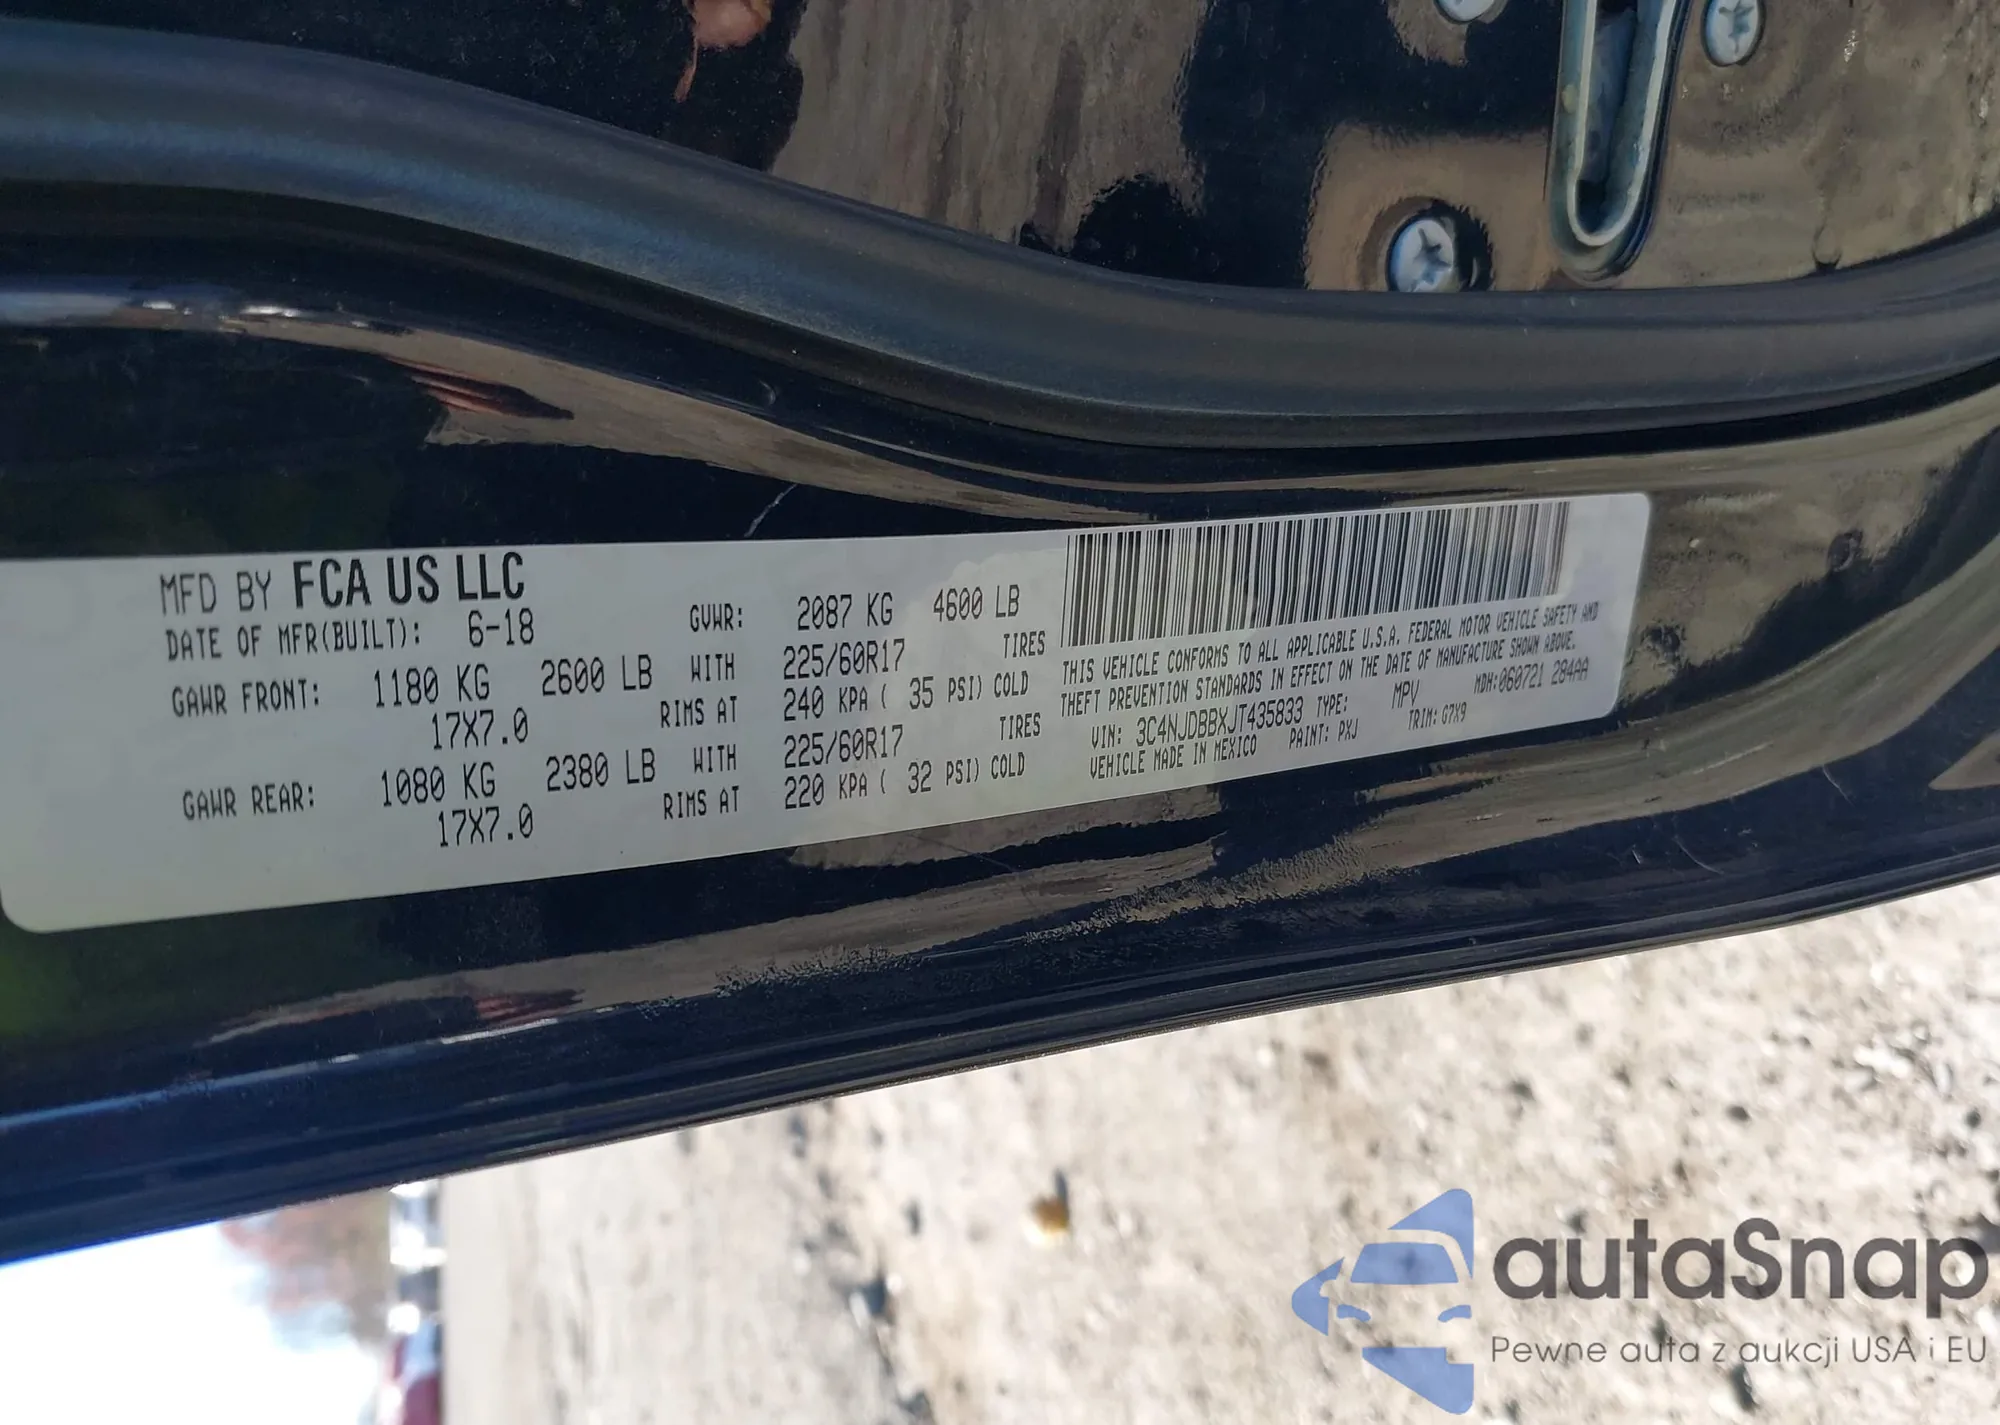 MFD BY FCA US LLC
DATE OF MFR(BUILT): 6-18 GVWR: 2087 KG 4600 LB
GAWR FRONT: 1180 KG 2600 LB WITH 225/60R17 TIRES
17X7.0 RIMS AT 240 KPA ( 35 PSI) COLD
GAWR REAR: 1080 KG 2380 LB WITH 225/60R17 TIRES
17X7.0 RIMS AT 220 KPA ( 32 PSI) COLD
THIS VEHICLE CONFORMS TO ALL APPLICABLE U.S.A. FEDERAL MOTOR VEHICLE SAFETY AND
THEFT PREVENTION STANDARDS IN EFFECT ON THE DATE OF MANUFACTURE SHOWN ABOVE.
VIN: 3C4NJDBBXJT435833 TYPE: MPV MDH:060721 284AA
VEHICLE MADE IN MEXICO PAINT: PXJ TRIM: G7X9
autaSnap
Pewne auta z aukcji USA i EU